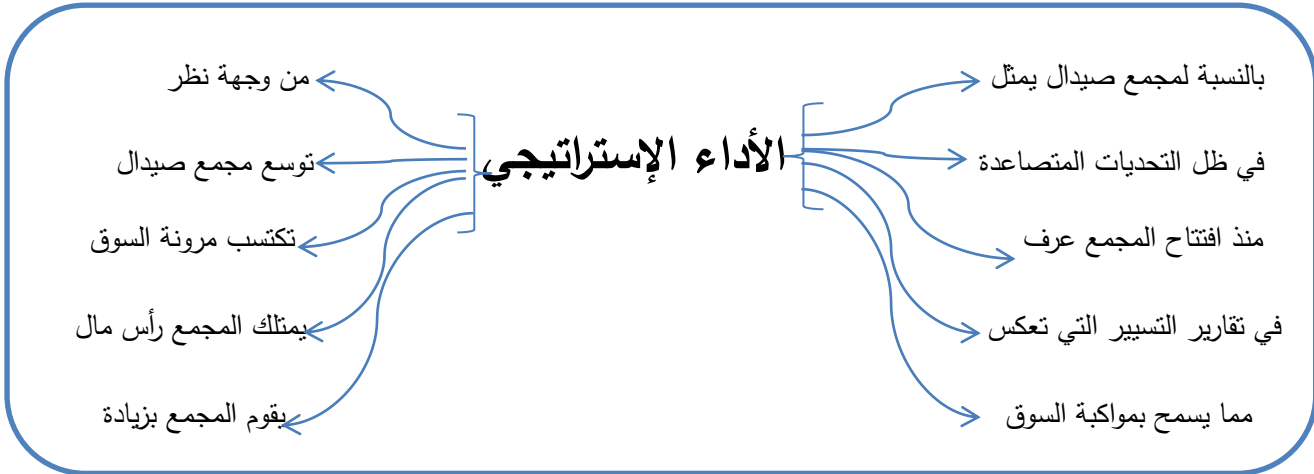 بالنسبة لمجمع صيدال يمثل
في ظل التحديات المتصاعدة
منذ افتتاح المجمع عرف
في تقارير التسيير التي تعكس
مما يسمح بمواكبة السوق
الأداء الإستراتيجي
من وجهة نظر
توسع مجمع صيدال
تكتسب مرونة السوق
يمتلك المجمع رأس مال
يقوم المجمع بزيادة